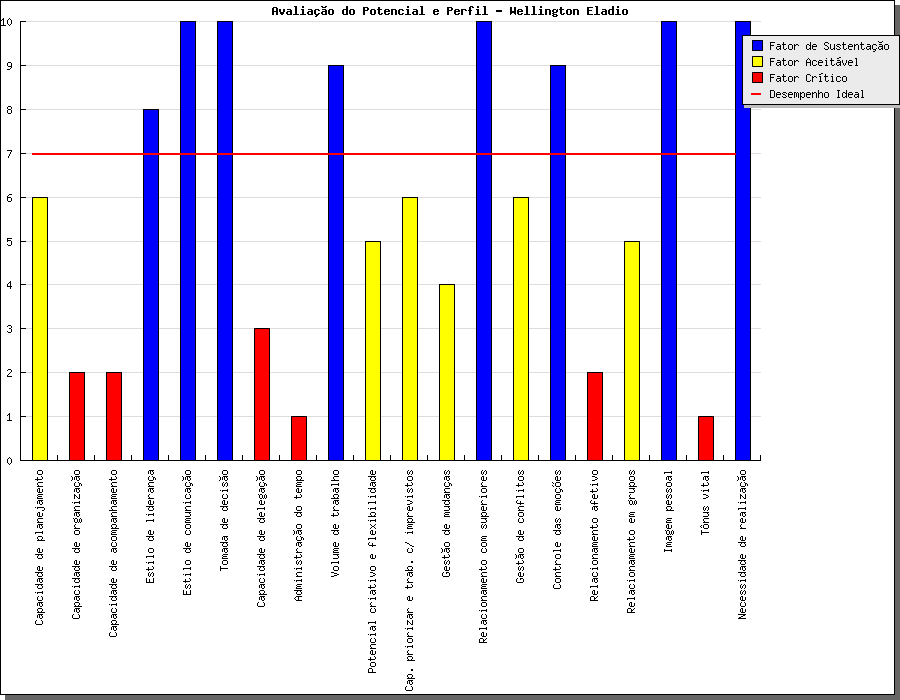 Avaliação do Potencial e Perfil - Wellington Eladio
Fator de Sustentação
Fator Aceitável
Fator Crítico
Desempenho Ideal
10
9
8
7
6
5
4
3
2
1
0
Capacidade de planejamento
Capacidade de organização
Capacidade de acompanhamento
Estilo de liderança
Estilo de comunicação
Tomada de decisão
Capacidade de delegação
Administração do tempo
Volume de trabalho
Potencial criativo e flexibilidade
Cap. priorizar e trab. c/ imprevistos
Gestão de mudanças
Relacionamento com superiores
Gestão de conflitos
Controle das emoções
Relacionamento afetivo
Relacionamento em grupos
Imagem pessoal
Tônus vital
Necessidade de realização